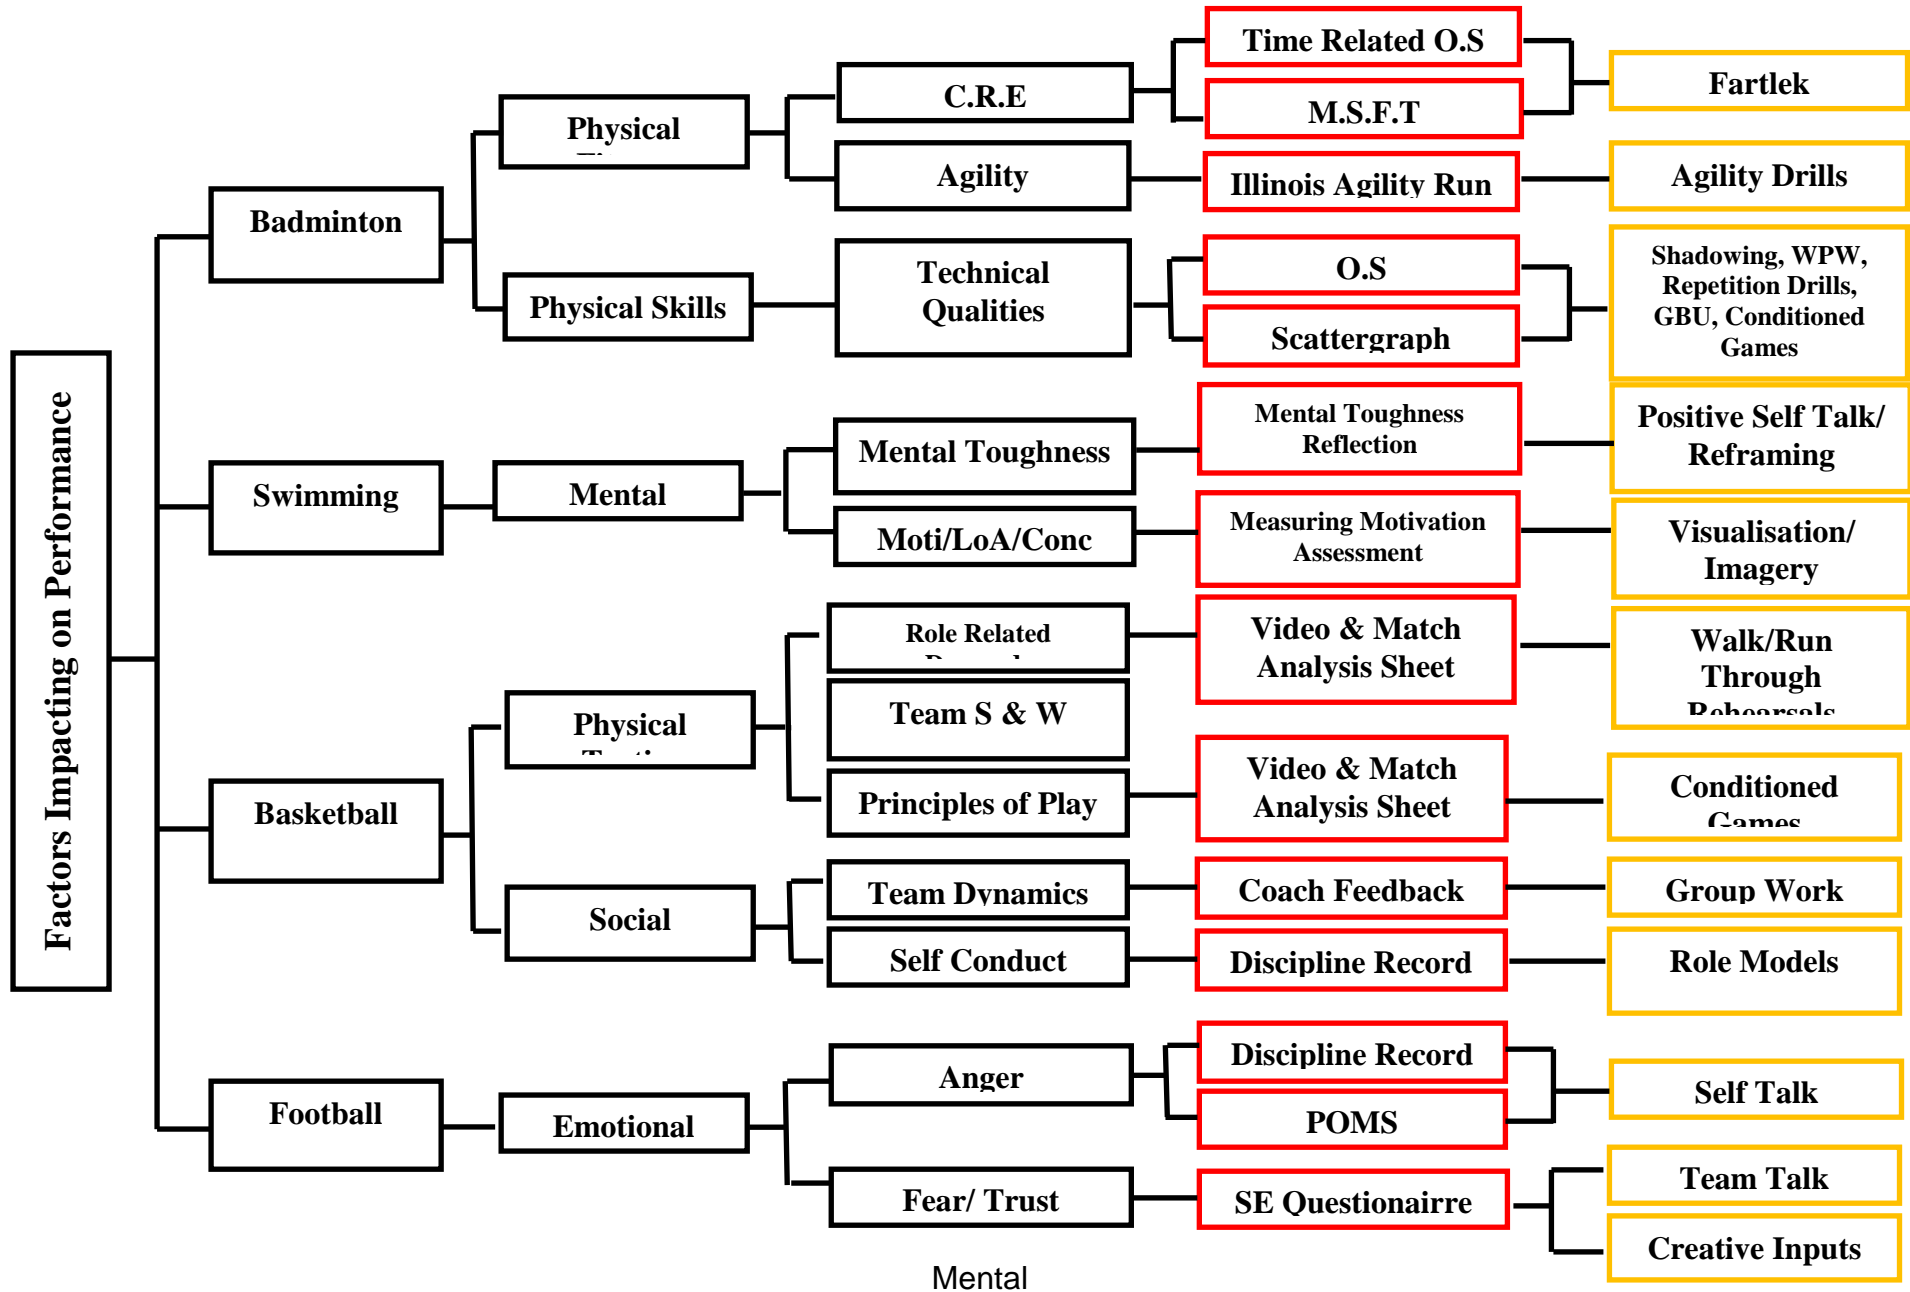 Factors Impacting on Performance
Badminton
Physical
Physical Skills
C.R.E
Agility
Technical
Qualities
Time Related O.S
M.S.F.T
Illinois Agility Run
O.S
Scattergraph
Fartlek
Agility Drills
Shadowing, WPW,
Repetition Drills,
GBU, Conditioned
Games
Swimming
Mental
Mental Toughness
Moti/LoA/Conc
Mental Toughness
Reflection
Measuring Motivation
Assessment
Positive Self Talk/
Reframing
Visualisation/
Imagery
Basketball
Physical
Social
Role Related
Team S & W
Principles of Play
Team Dynamics
Self Conduct
Video & Match
Analysis Sheet
Video & Match
Analysis Sheet
Coach Feedback
Discipline Record
Walk/Run
Through
Rehearsals
Conditioned
Games
Group Work
Role Models
Football
Emotional
Anger
Fear/ Trust
Discipline Record
POMS
SE Questionairre
Self Talk
Team Talk
Creative Inputs
Mental